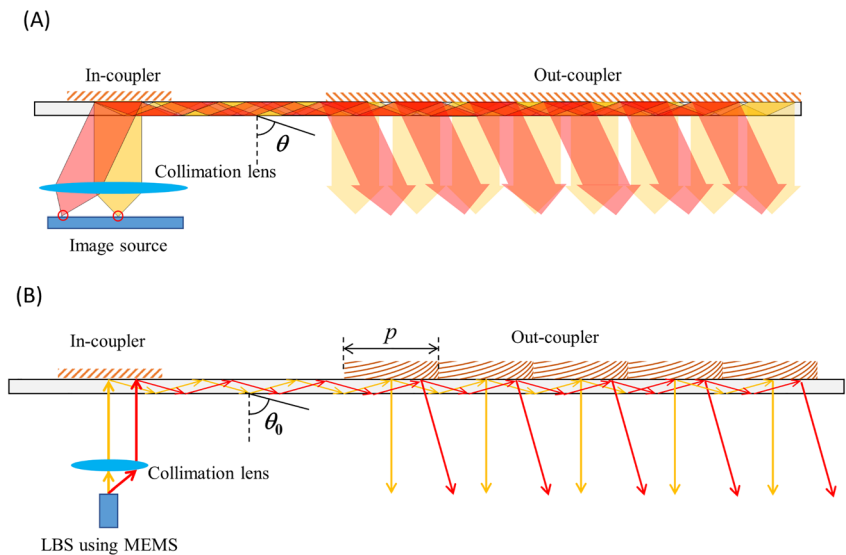 (A)
In-coupler
Out-coupler
θ
Collimation lens
Image source
(B)
In-coupler
p
Out-coupler
θ₀
Collimation lens
LBS using MEMS